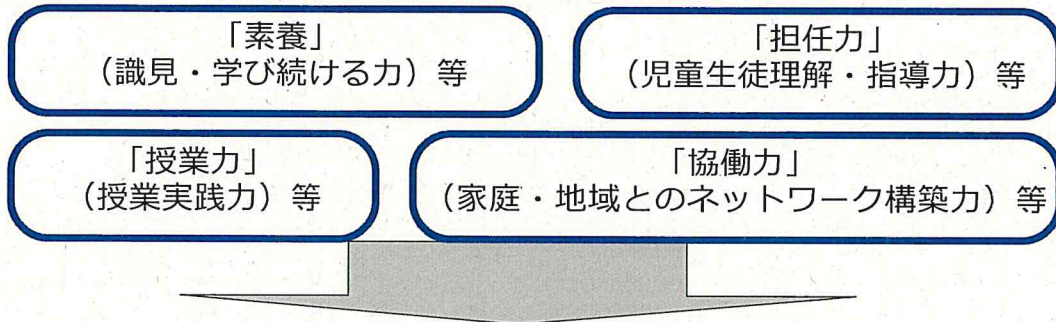 「素養」
（識見・学び続ける力）等
「担任力」
（児童生徒理解・指導力）等
「授業力」
（授業実践力）等
「協働力」
（家庭・地域とのネットワーク構築力）等